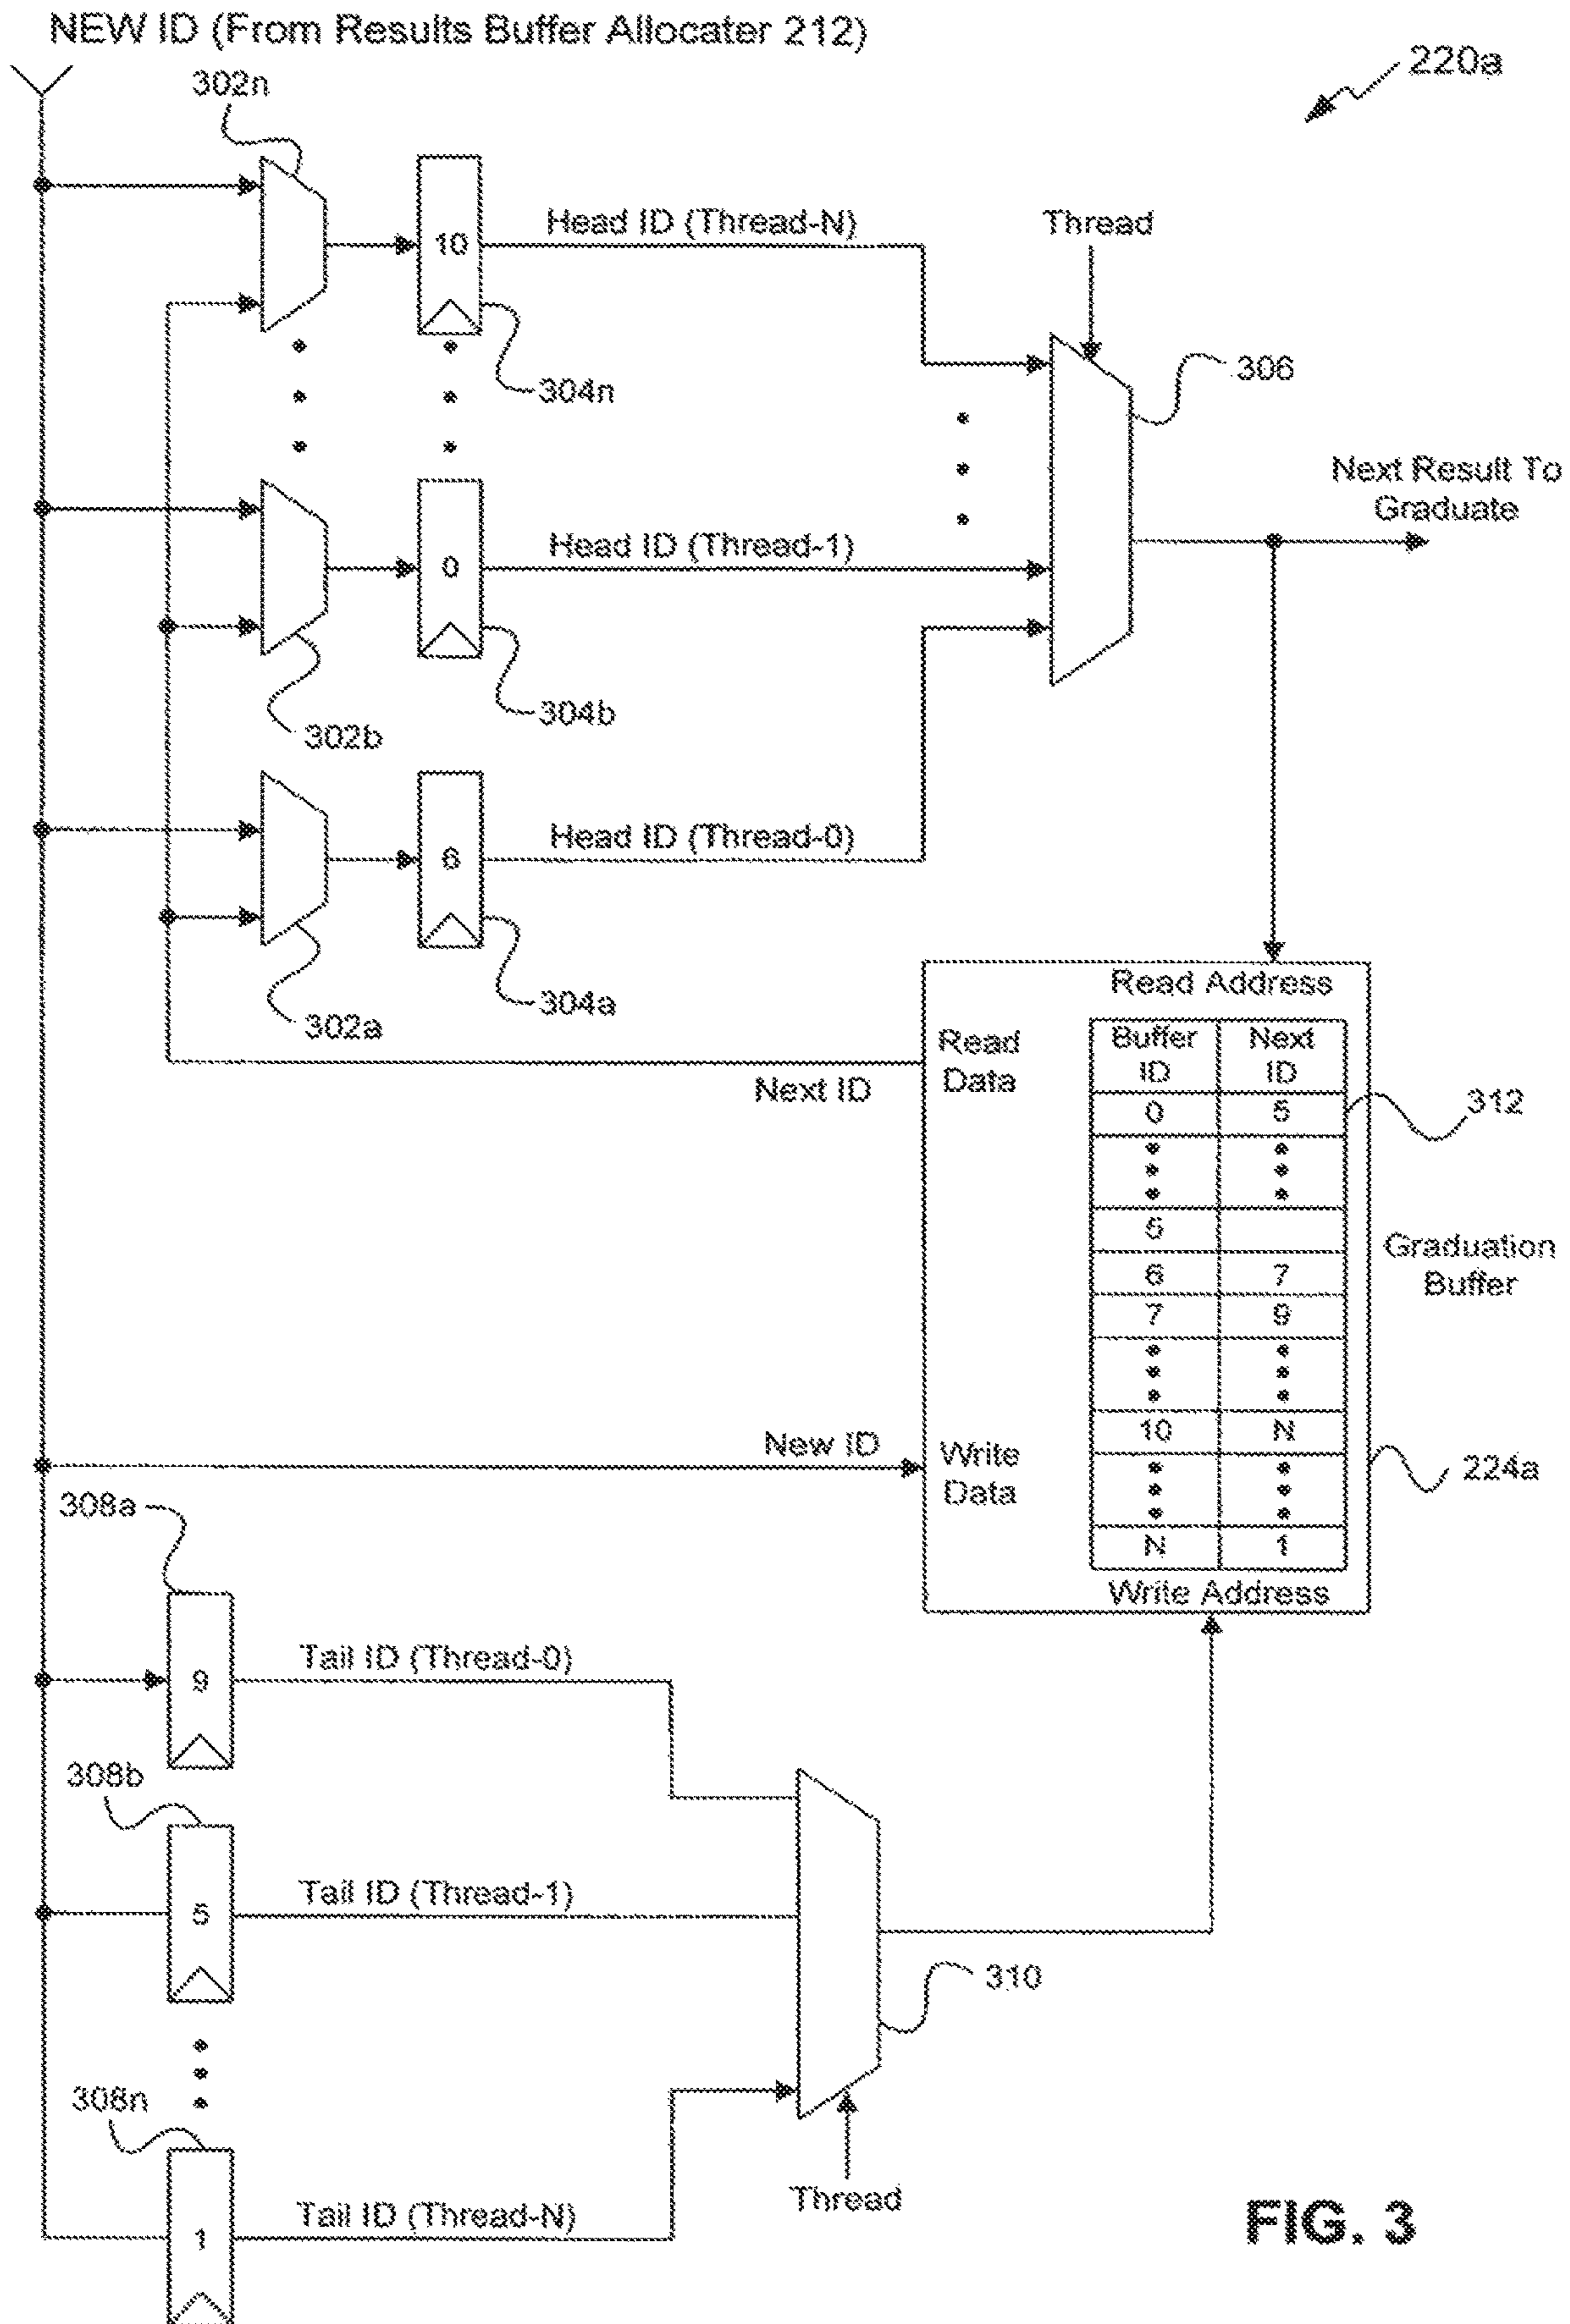 NEW ID (From Results Buffer Allocater 212)
220a
302n
10
Head ID (Thread-N)
Thread
304n
306
Next Result To
Graduate
0
Head ID (Thread-1)
302b
304b
6
Head ID (Thread-0)
302a
304a
Read Address
Read
Data
Next ID
Buffer
ID
Next
ID
0
5
312
5
6
7
7
9
Graduation
Buffer
10
N
N
1
224a
New ID
Write
Data
Write Address
308a
9
Tail ID (Thread-0)
308b
5
Tail ID (Thread-1)
310
308n
1
Tail ID (Thread-N)
Thread
FIG. 3